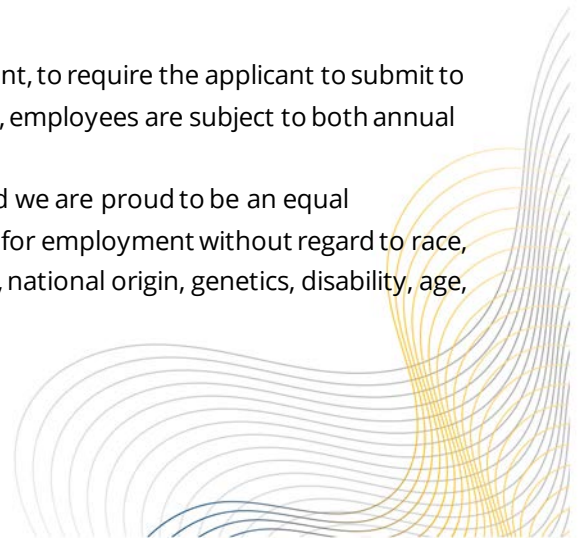 nt, to require the applicant to submit to
, employees are subject to both annual
d we are proud to be an equal
for employment without regard to race,
, national origin, genetics, disability, age,